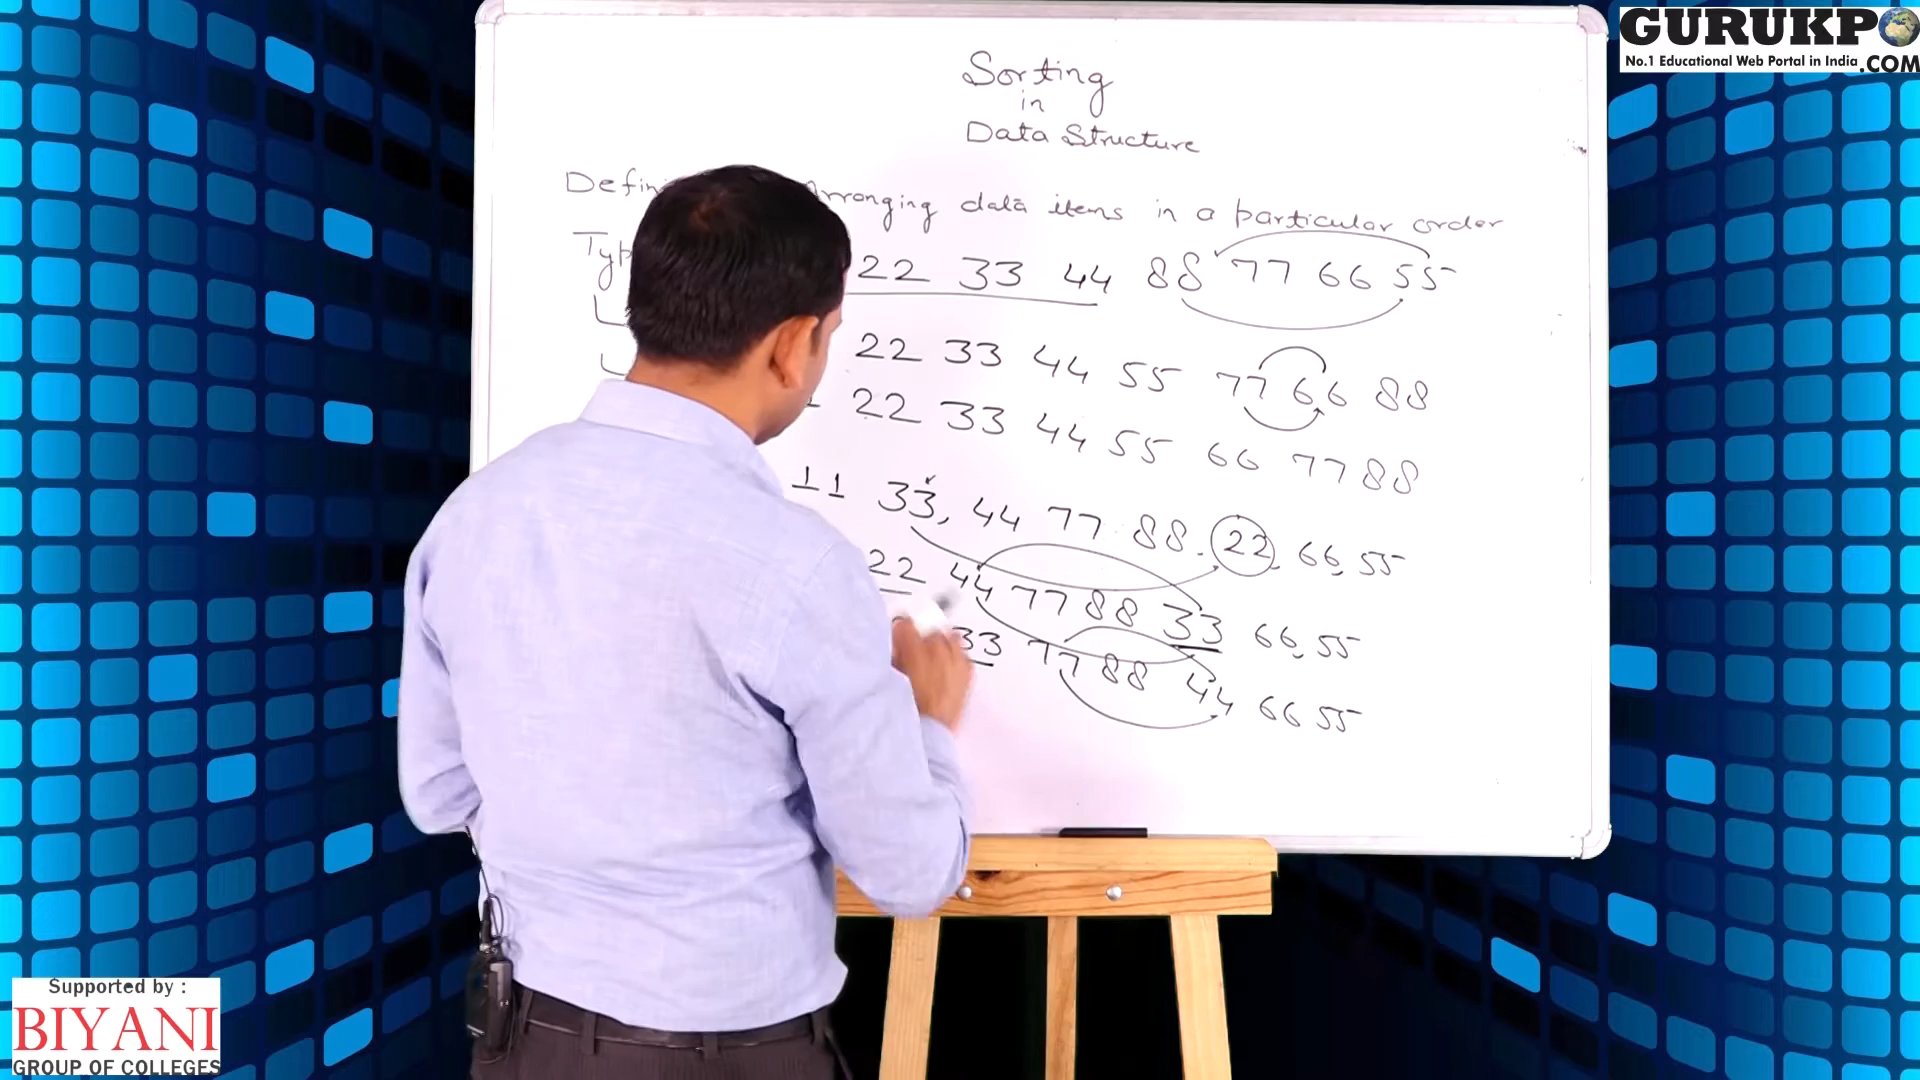 GURUKPO
No.1 Educational Web Portal in India .COM
Sorting
in
Data Structure
Arranging data items in a particular order
22 33 44 88 77 66 55
22 33 44 55 77 66 88
22 33 44 55 66 77 88
11 33, 44 77 88. 22, 66, 55
22 44 77 88 33 66, 55
33 77 88 44 66 55
Supported by :
BIYANI
GROUP OF COLLEGES